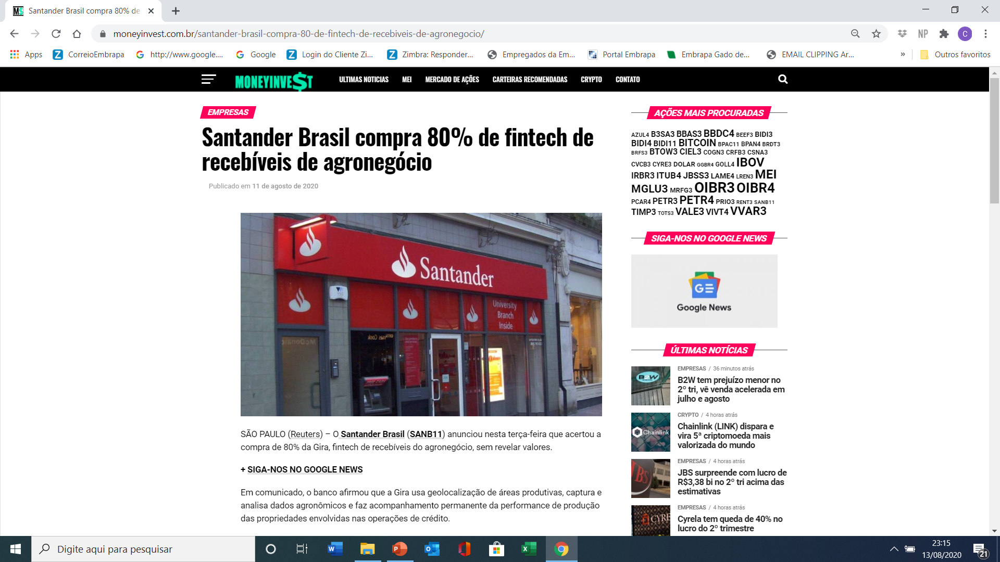 Santander Brasil compra 80% de
moneyinvest.com.br/santander-brasil-compra-80-de-fintech-de-recebiveis-de-agronegocio/
NP
C
Apps
CorreioEmbrapa
http://www.google....
Google
Login do Cliente Zi...
Zimbra: Responder...
Empregados da Em...
Portal Embrapa
Embrapa Gado de...
EMAIL CLIPPING Ar...
»
Outros favoritos
MONEYINVE$T
ULTIMAS NOTICIAS MEI MERCADO DE AÇÕES CARTEIRAS RECOMENDADAS CRYPTO CONTATO
EMPRESAS
Santander Brasil compra 80% de fintech de
recebíveis de agronegócio
Publicado em 11 de agosto de 2020
Santander
University
Branch
Inside
SÃO PAULO (Reuters) – O Santander Brasil (SANB11) anunciou nesta terça-feira que acertou a
compra de 80% da Gira, fintech de recebíveis do agronegócio, sem revelar valores.
+ SIGA-NOS NO GOOGLE NEWS
Em comunicado, o banco afirmou que a Gira usa geolocalização de áreas produtivas, captura e
analisa dados agronômicos e faz acompanhamento permanente da performance de produção
das propriedades envolvidas nas operações de crédito.
AÇÕES MAIS PROCURADAS
AZUL4 B3SA3 BBAS3 BBDC4 BEEF3 BIDI3
BIDI4 BIDI11 BITCOIN BPAC11 BPAN4 BRDT3
BRFS3 BTOW3 CIEL3 COGN3 CRFB3 CSNA3
CVCB3 CYRE3 DOLAR GGBR4 GOLL4 IBOV
IRBR3 ITUB4 JBSS3 LAME4 LREN3 MEI
MGLU3 MRFG3 OIBR3 OIBR4
PCAR4 PETR3 PETR4 PRIO3 RENT3 SANB11
TIMP3 TOTS3 VALE3 VIVT4 VVAR3
SIGA-NOS NO GOOGLE NEWS
GE
Google News
ÚLTIMAS NOTÍCIAS
B2W
EMPRESAS / 36 minutos atrás
B2W tem prejuízo menor no
2º tri, vê venda acelerada em
julho e agosto
Chainlink
CRYPTO / 4 horas atrás
Chainlink (LINK) dispara e
vira 5ª criptomoeda mais
valorizada do mundo
JBS
EMPRESAS / 4 horas atrás
JBS surpreende com lucro de
R$3,38 bi no 2º tri acima das
estimativas
CYRE
EMPRESAS / 4 horas atrás
Cyrela tem queda de 40% no
lucro do 2º trimestre
Digite aqui para pesquisar
23:15
13/08/2020
21